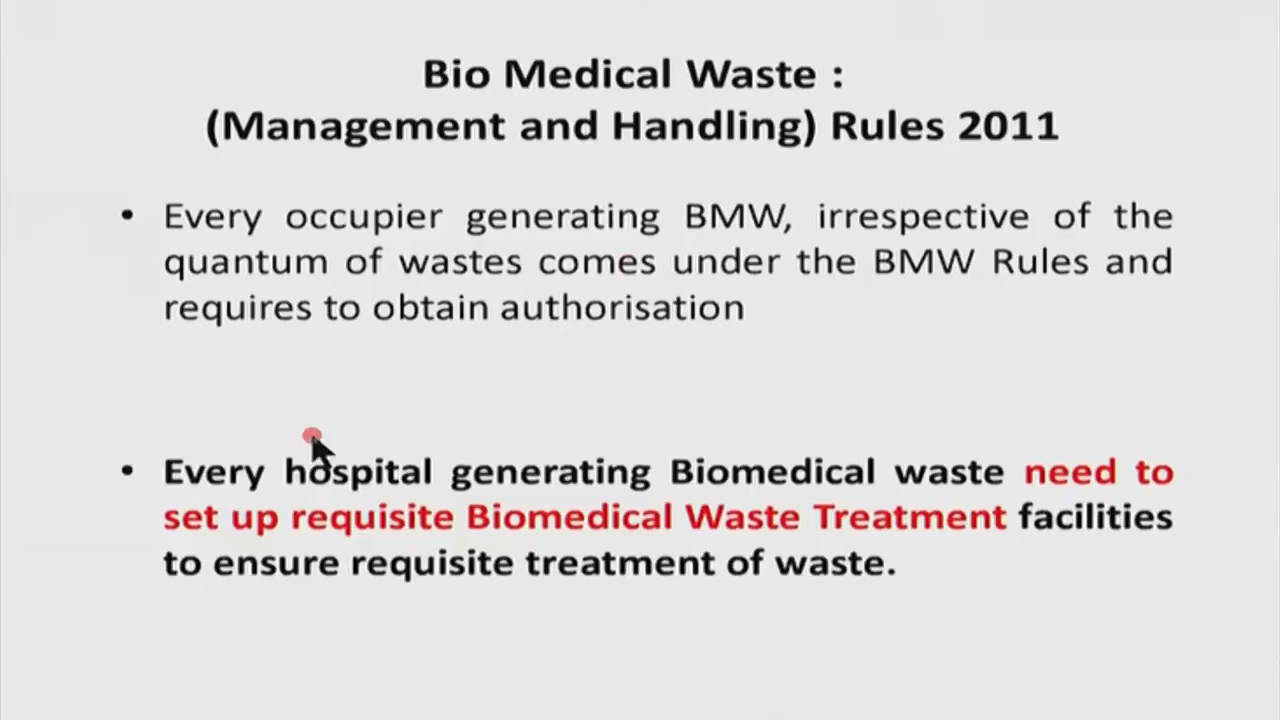 Bio Medical Waste :
(Management and Handling) Rules 2011
• Every occupier generating BMW, irrespective of the
quantum of wastes comes under the BMW Rules and
requires to obtain authorisation
• Every hospital generating Biomedical waste need to
set up requisite Biomedical Waste Treatment facilities
to ensure requisite treatment of waste.